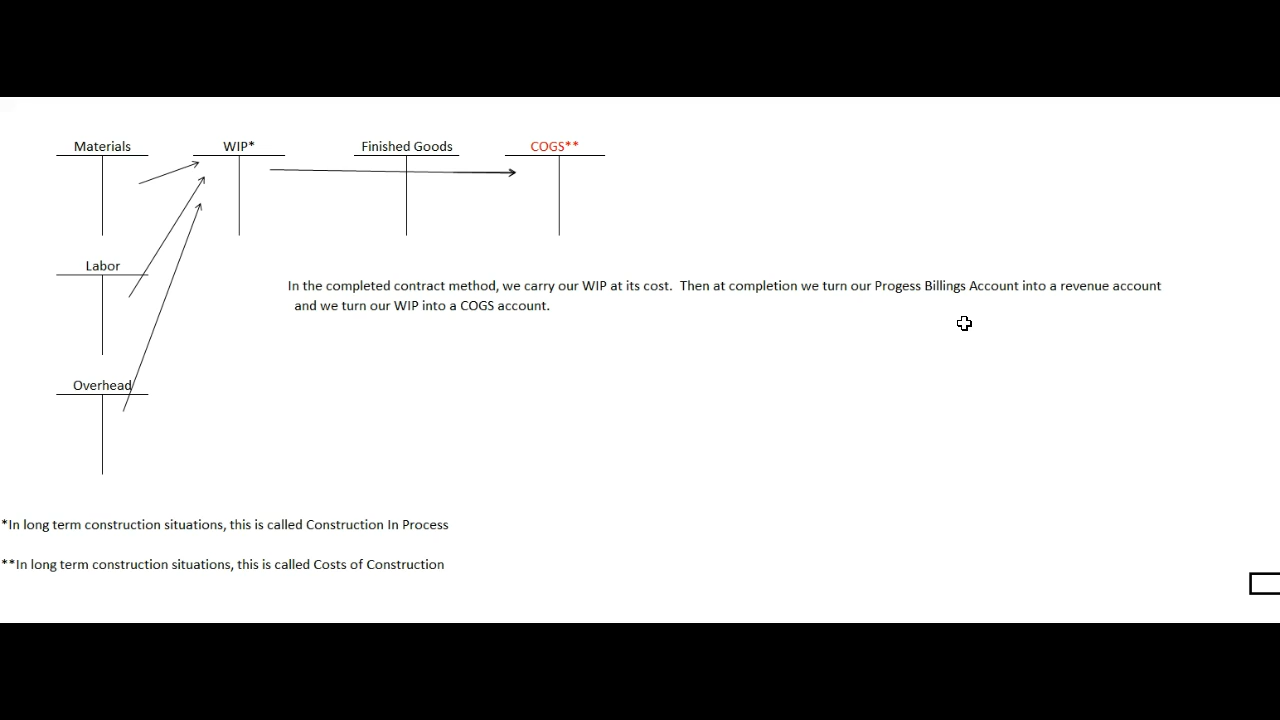 Materials WIP* Finished Goods COGS**
Labor
In the completed contract method, we carry our WIP at its cost.  Then at completion we turn our Progess Billings Account into a revenue account
and we turn our WIP into a COGS account.
Overhead
*In long term construction situations, this is called Construction In Process
**In long term construction situations, this is called Costs of Construction